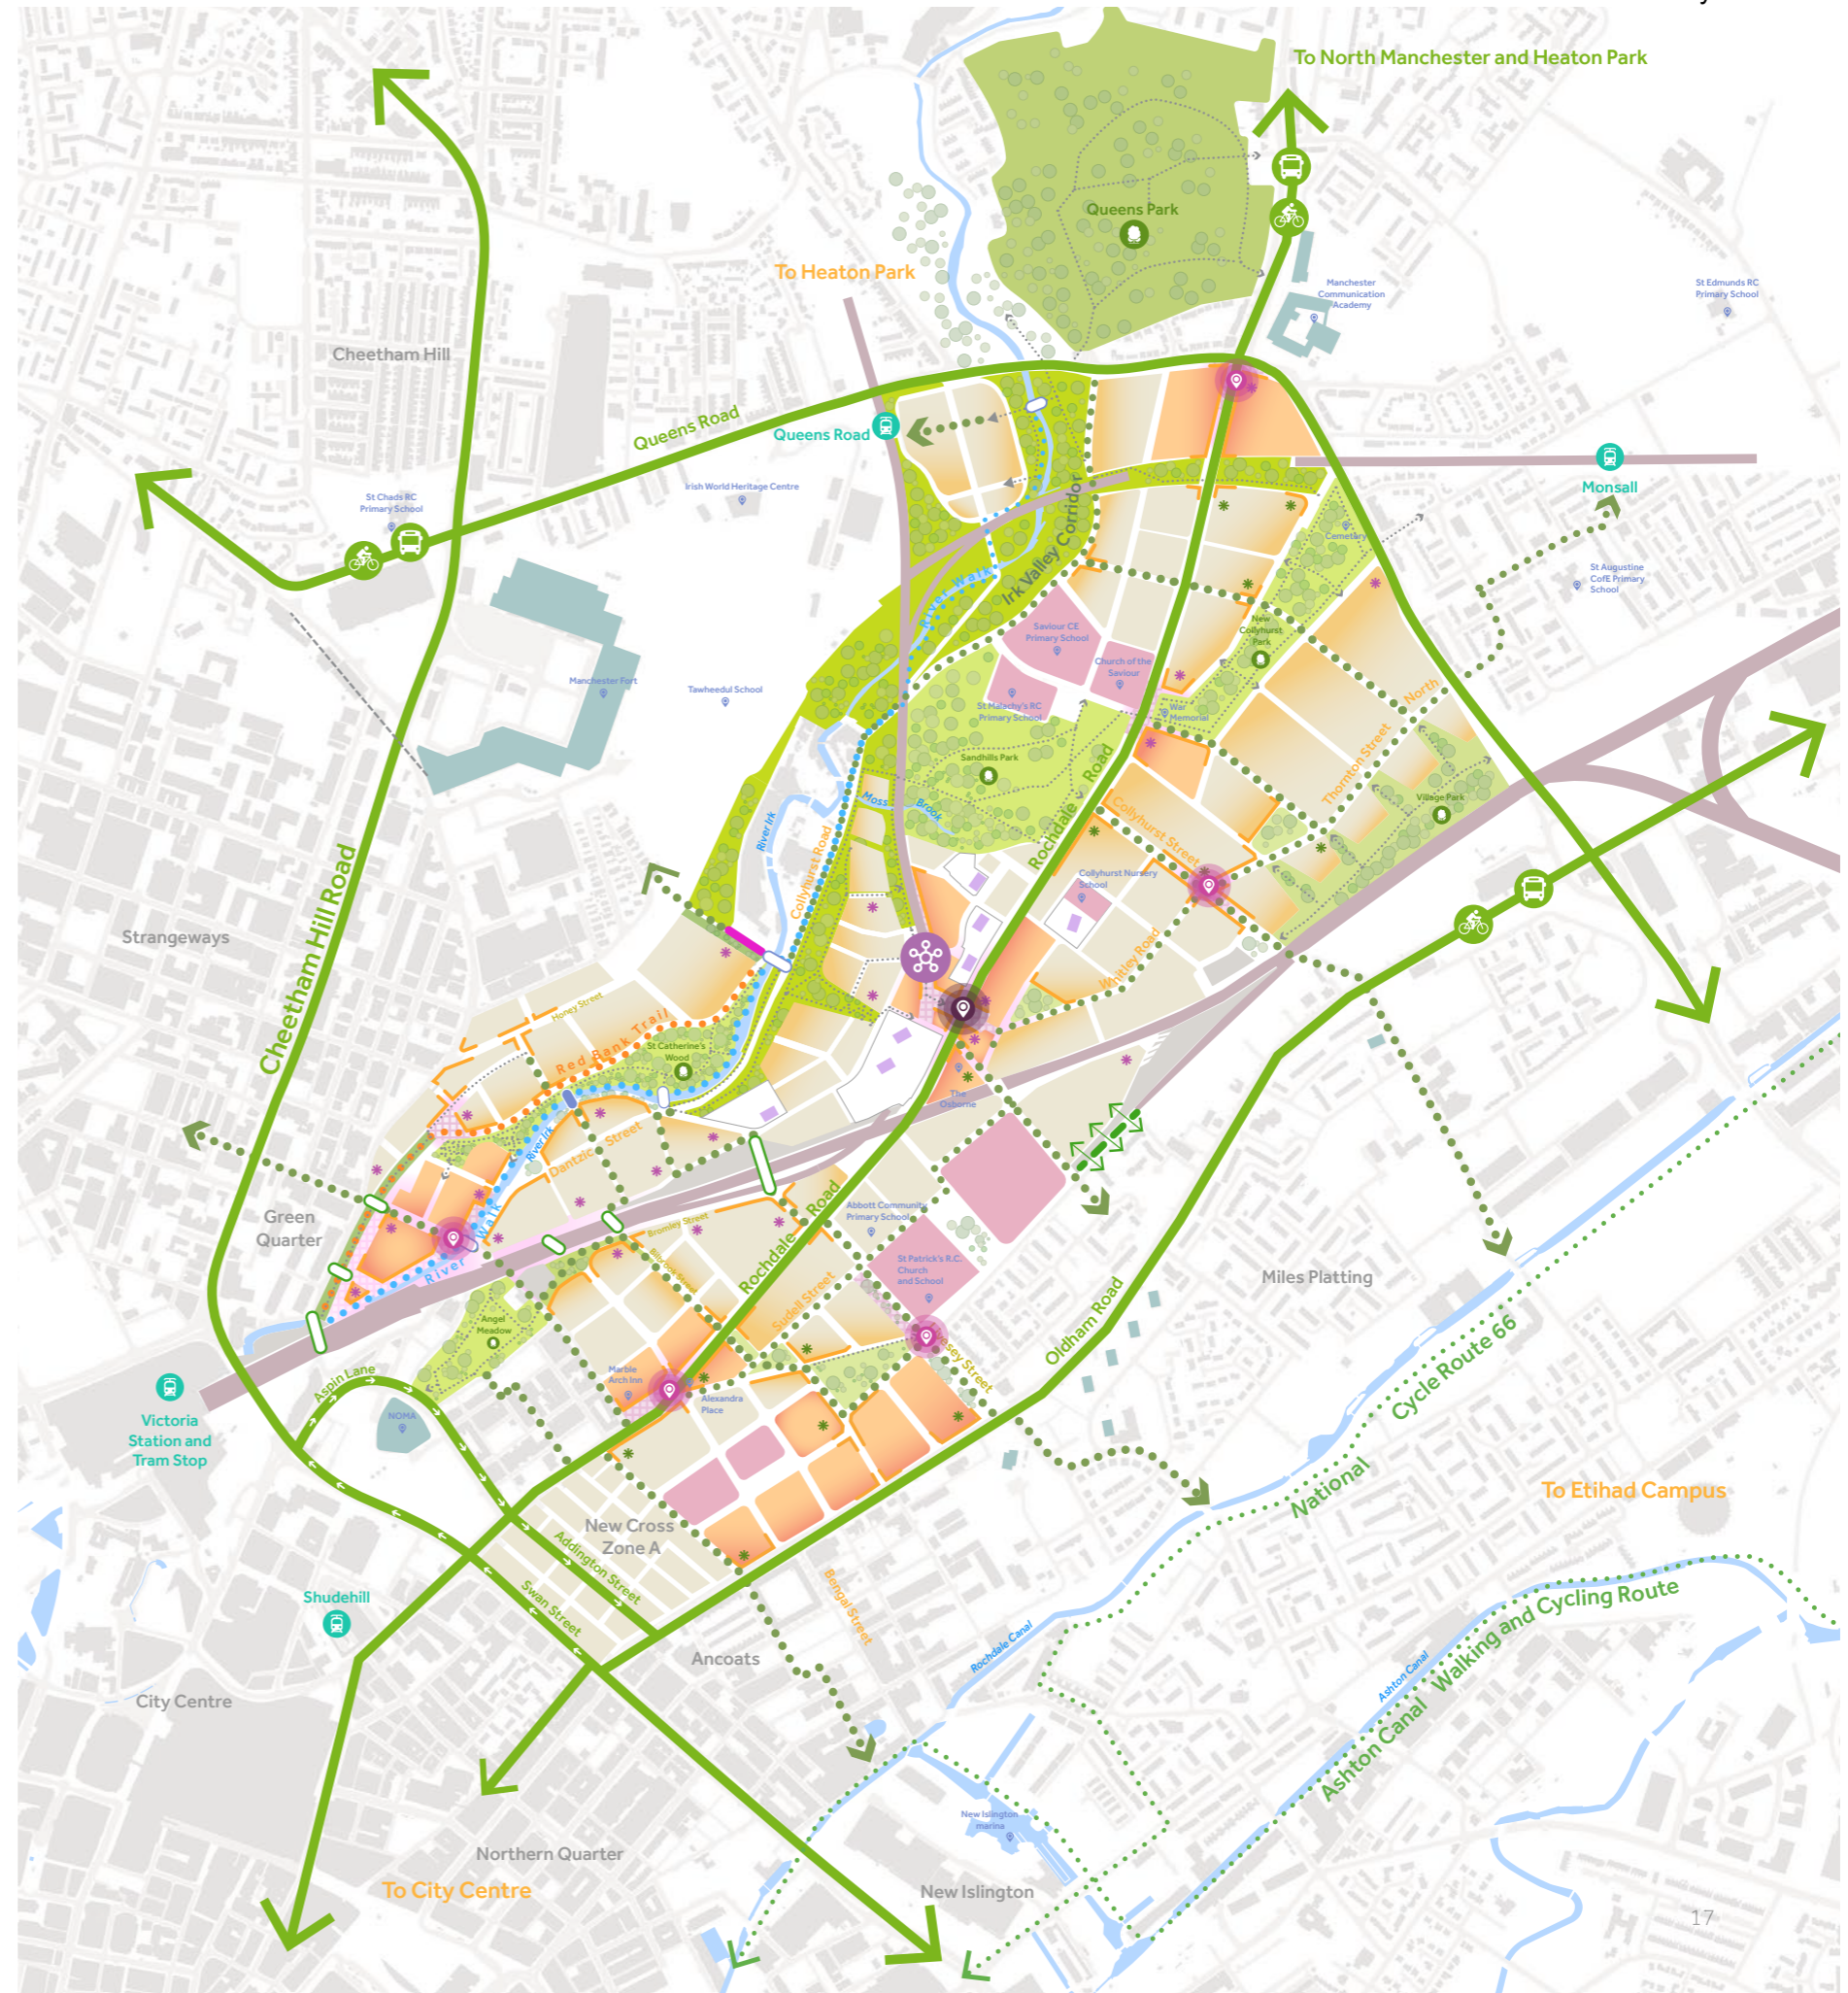 To North Manchester and Heaton Park
Queens Park
To Heaton Park
Manchester
Communication
Academy
St Edmunds RC
Primary School
Cheetham Hill
Queens Road
Queens Road
Monsall
St Chads RC
Primary School
Irish World Heritage Centre
Irk Valley Corridor
Cemetery
River Walk
St Augustine
CofE Primary
School
Saviour CE
Primary School
New
Collyhurst
Park
Church of the
Saviour
Manchester Fort
Tawheedul School
St Malachy's RC
Primary School
War
Memorial
Thornton Street North
Sandhills Park
Rochdale Road
Village Park
Moss Brook
River Irk
Collyhurst Road
Collyhurst Street
Collyhurst Nursery
School
Cheetham Hill Road
Strangeways
Whitley Road
Honey Street
Red Bank Trail
St Catherine's
Wood
The
Osborne
River Irk
Dantzic Street
Green
Quarter
River Walk
Abbott Community
Primary School
Bromley Street
Bilbrook Street
Rochdale Road
St Patrick's R.C.
Church
and School
Miles Platting
Sudell Street
Oldham Road
Angel
Meadow
Marble
Arch Inn
Alexandra
Place
Aspin Lane
NOMA
Victoria
Station and
Tram Stop
National Cycle Route 66
To Etihad Campus
New Cross
Zone A
Addington Street
Swan Street
Shudehill
Bengal Street
Ancoats
Rochdale Canal
Ashton Canal
Ashton Canal Walking and Cycling Route
City Centre
New Islington
marina
Northern Quarter
To City Centre
New Islington
17